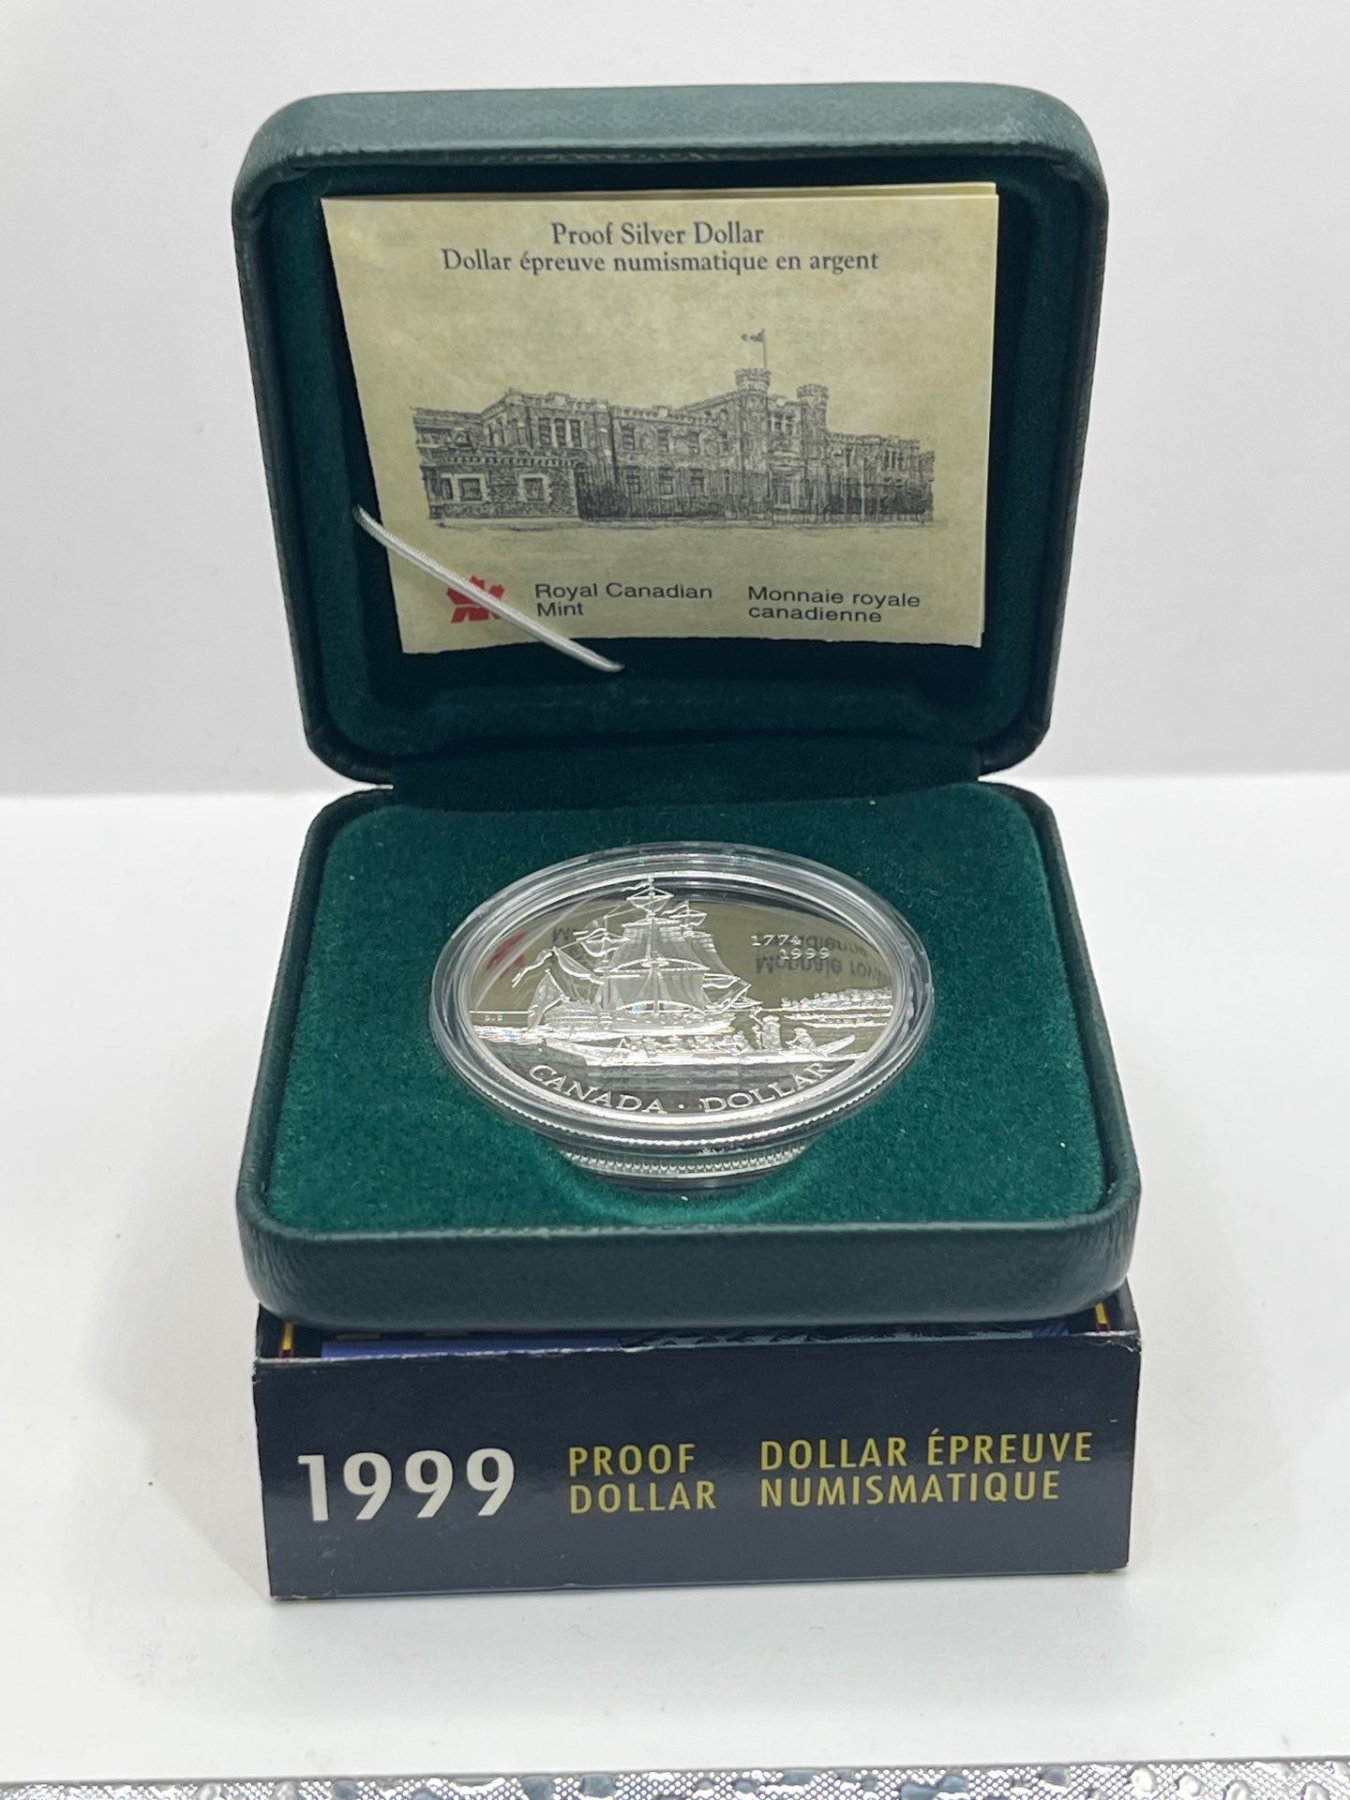 Proof Silver Dollar
Dollar épreuve numismatique en argent
Royal Canadian Mint
Monnaie royale canadienne
1774
1999
CANADA · DOLLAR
1999
PROOF DOLLAR
DOLLAR ÉPREUVE NUMISMATIQUE